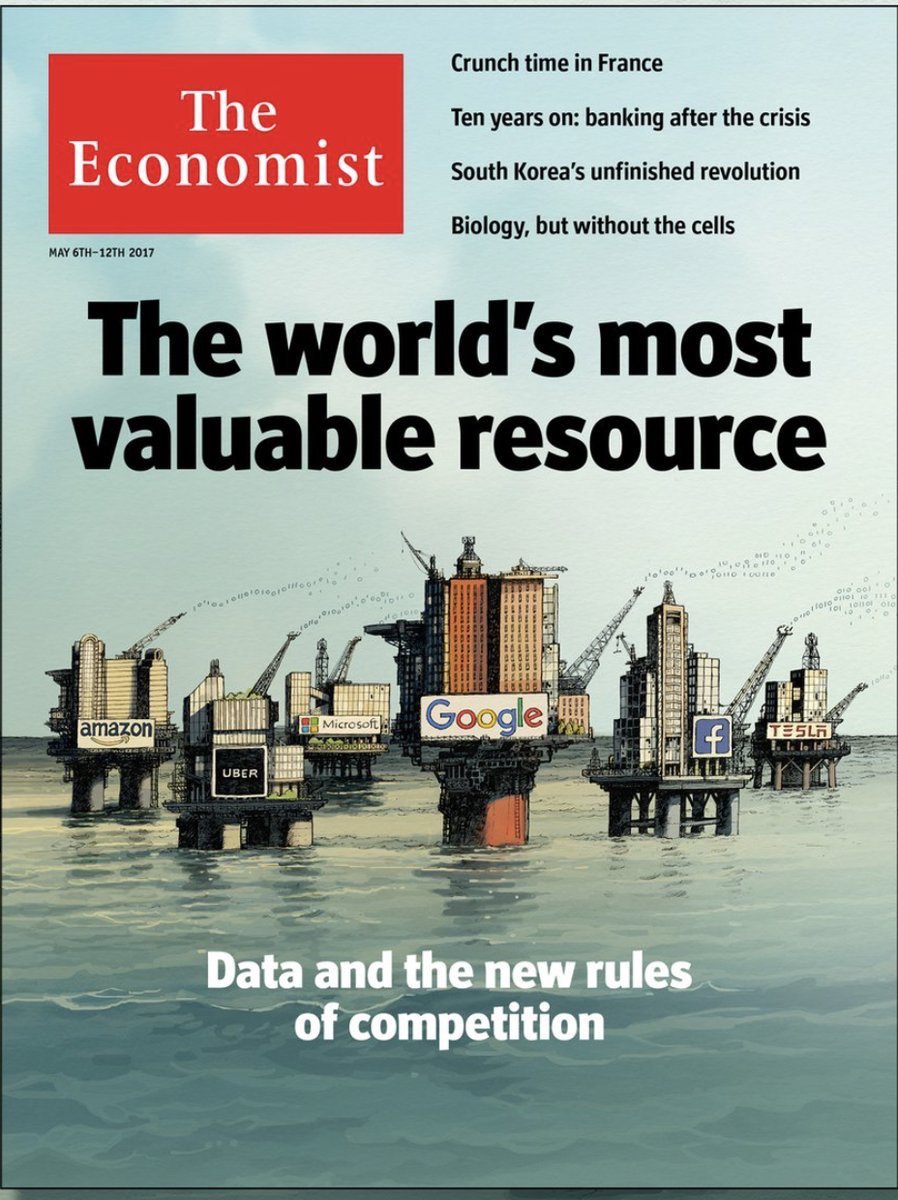 The
Economist
MAY 6TH–12TH 2017
Crunch time in France
Ten years on: banking after the crisis
South Korea's unfinished revolution
Biology, but without the cells
The world's most
valuable resource
amazon
UBER
Microsoft
Google
f
TESLA
Data and the new rules
of competition